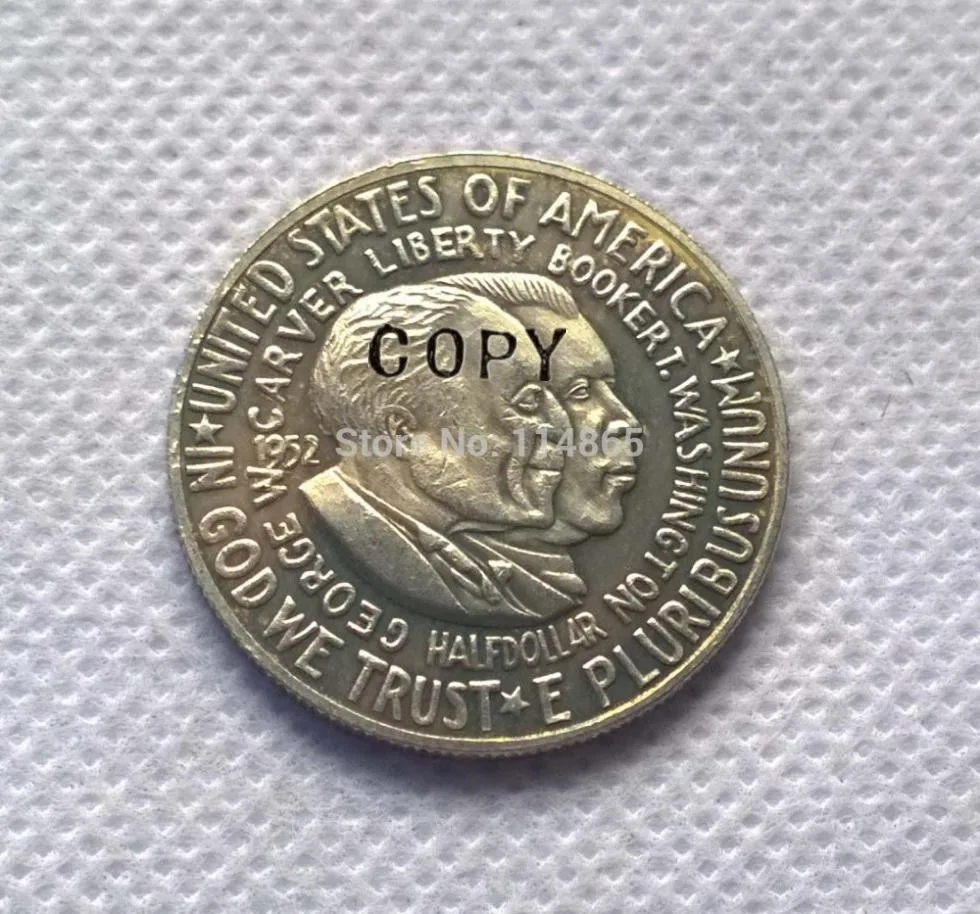 ★ UNITED STATES OF AMERICA ★
E PLURIBUS UNUM
★ IN GOD WE TRUST
GEORGE W CARVER LIBERTY BOOKER T. WASHINGTON
COPY
1952
Store No: 114865
HALF DOLLAR